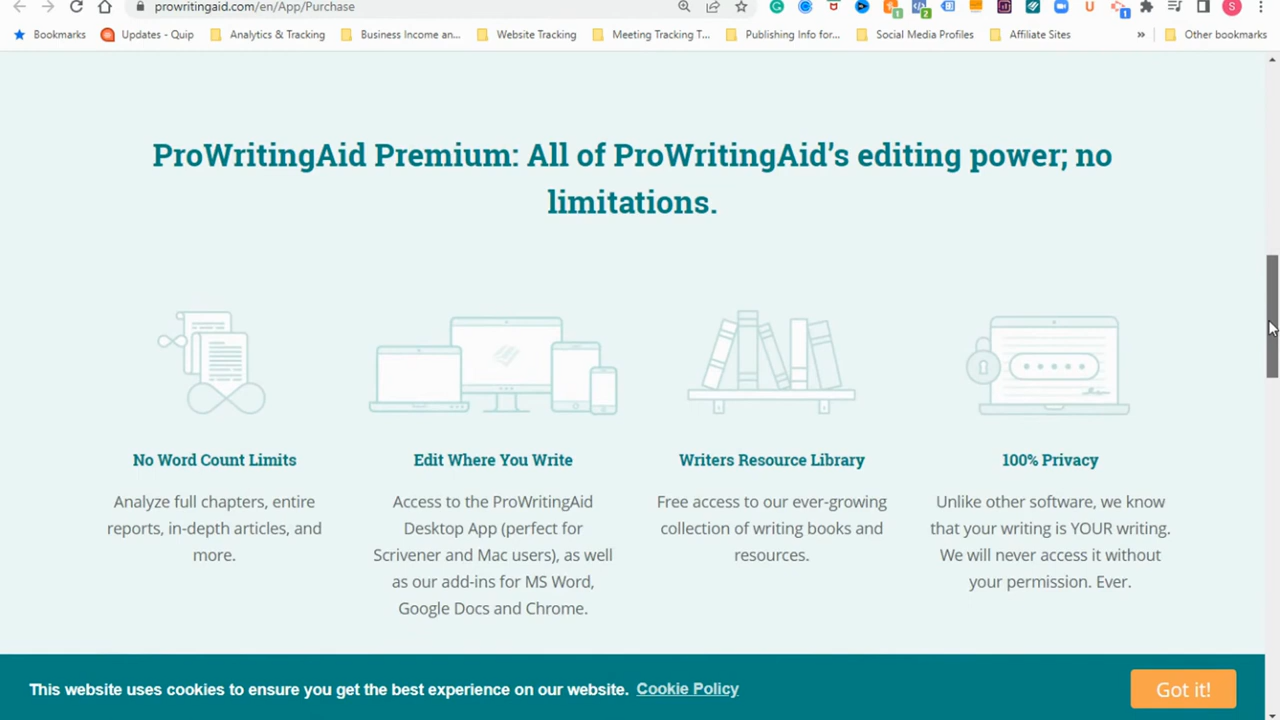 prowritingaid.com/en/App/Purchase
S
1
2
1
Bookmarks
Updates - Quip
Analytics & Tracking
Business Income an...
Website Tracking
Meeting Tracking T...
Publishing Info for...
Social Media Profiles
Affiliate Sites
»
Other bookmarks
ProWritingAid Premium: All of ProWritingAid's editing power; no
limitations.
No Word Count Limits
Analyze full chapters, entire
reports, in-depth articles, and
more.
Edit Where You Write
Access to the ProWritingAid
Desktop App (perfect for
Scrivener and Mac users), as well
as our add-ins for MS Word,
Google Docs and Chrome.
Writers Resource Library
Free access to our ever-growing
collection of writing books and
resources.
100% Privacy
Unlike other software, we know
that your writing is YOUR writing.
We will never access it without
your permission. Ever.
This website uses cookies to ensure you get the best experience on our website. Cookie Policy
Got it!